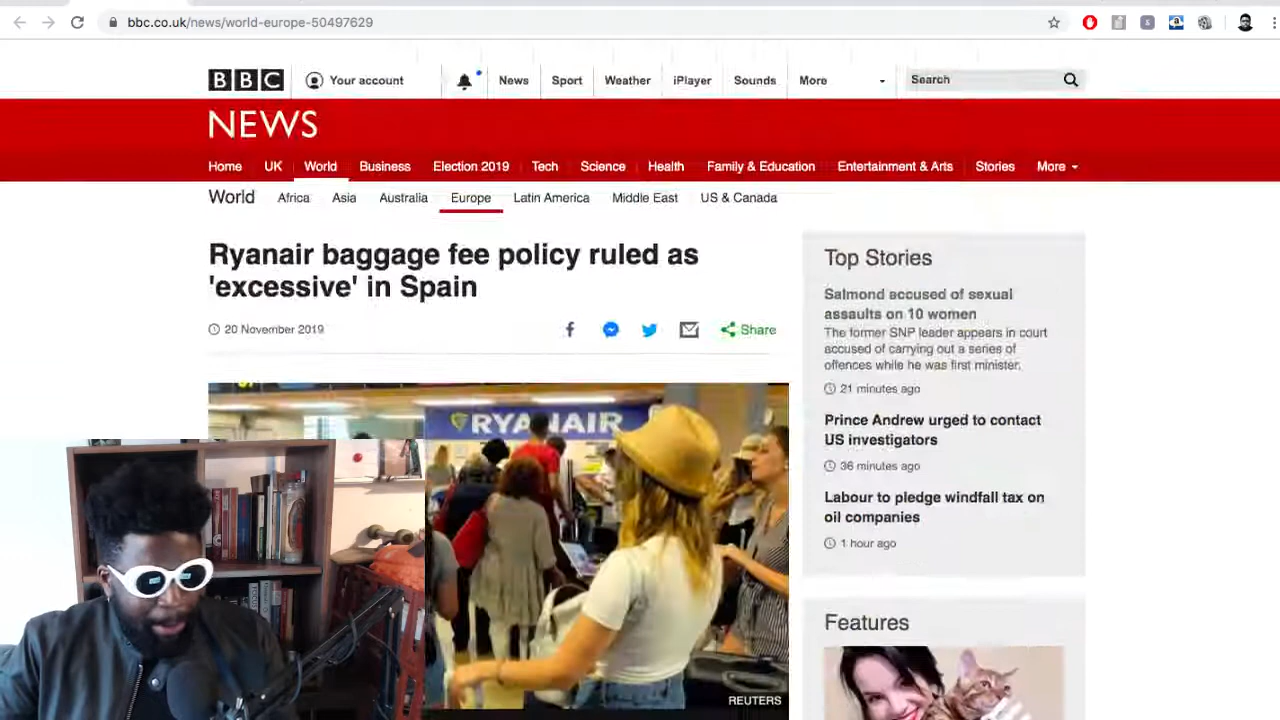 bbc.co.uk/news/world-europe-50497629
BBC Your account News Sport Weather iPlayer Sounds More Search
NEWS
Home UK World Business Election 2019 Tech Science Health Family & Education Entertainment & Arts Stories More
World Africa Asia Australia Europe Latin America Middle East US & Canada
Ryanair baggage fee policy ruled as
'excessive' in Spain
20 November 2019
Share
RYANAIR
REUTERS
Top Stories
Salmond accused of sexual
assaults on 10 women
The former SNP leader appears in court
accused of carrying out a series of
offences while he was first minister.
21 minutes ago
Prince Andrew urged to contact
US investigators
36 minutes ago
Labour to pledge windfall tax on
oil companies
1 hour ago
Features